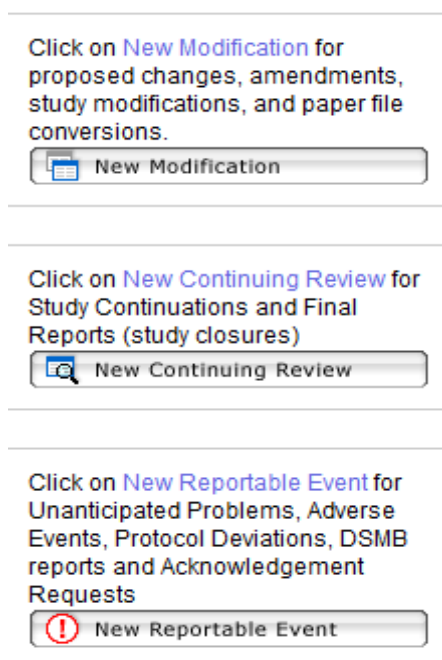 Click on New Modification for
proposed changes, amendments,
study modifications, and paper file
conversions.
New Modification
Click on New Continuing Review for
Study Continuations and Final
Reports (study closures)
New Continuing Review
Click on New Reportable Event for
Unanticipated Problems, Adverse
Events, Protocol Deviations, DSMB
reports and Acknowledgement
Requests
New Reportable Event